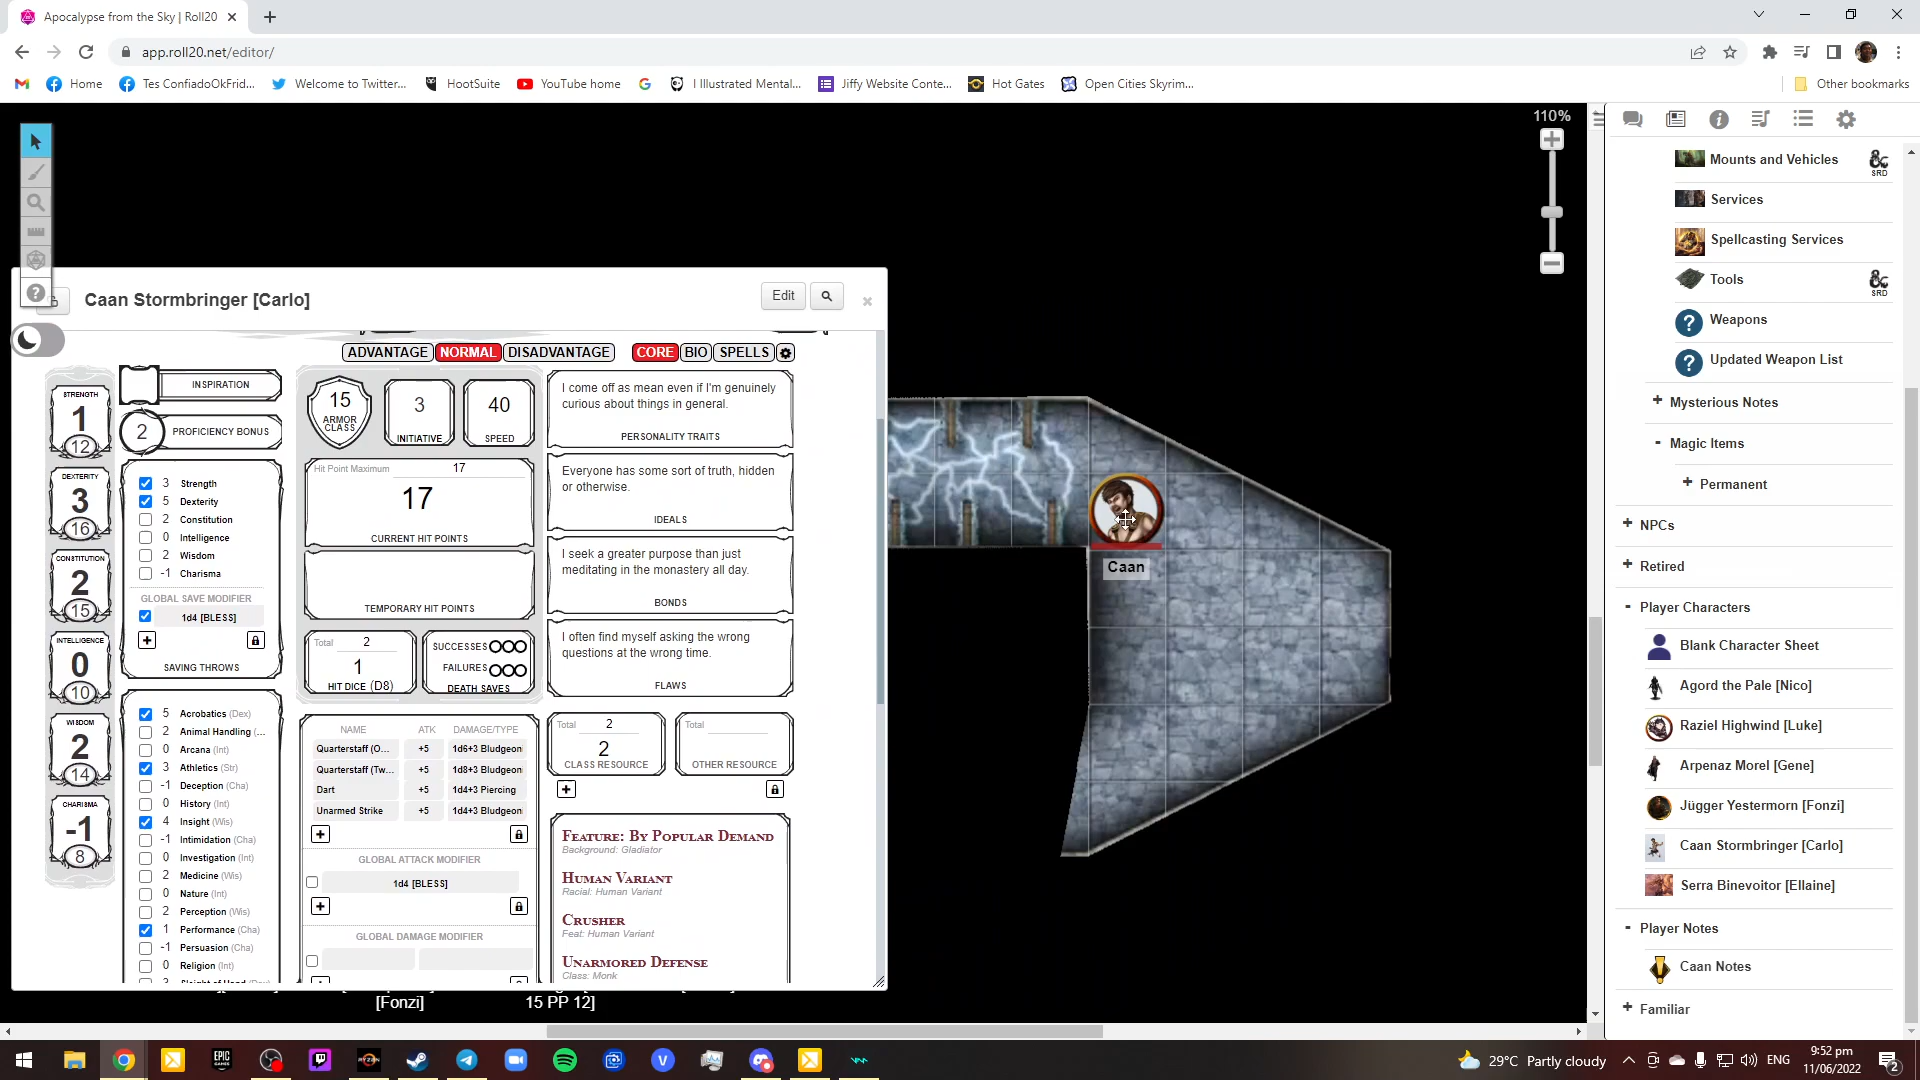 Apocalypse from the Sky | Roll20
app.roll20.net/editor/
Home
Tes ConfiadoOkFrid...
Welcome to Twitter...
HootSuite
YouTube home
I Illustrated Mental...
Jiffy Website Conte...
Hot Gates
Open Cities Skyrim...
Other bookmarks
110%
Caan Stormbringer [Carlo]
Edit
ADVANTAGE NORMAL DISADVANTAGE
CORE BIO SPELLS
STRENGTH
1
12
DEXTERITY
3
16
CONSTITUTION
2
15
INTELLIGENCE
0
10
WISDOM
2
14
CHARISMA
-1
8
INSPIRATION
2 PROFICIENCY BONUS
3 Strength
5 Dexterity
2 Constitution
0 Intelligence
2 Wisdom
-1 Charisma
GLOBAL SAVE MODIFIER
1d4 [BLESS]
SAVING THROWS
5 Acrobatics (Dex)
2 Animal Handling (...
0 Arcana (Int)
3 Athletics (Str)
-1 Deception (Cha)
0 History (Int)
4 Insight (Wis)
-1 Intimidation (Cha)
0 Investigation (Int)
2 Medicine (Wis)
0 Nature (Int)
2 Perception (Wis)
1 Performance (Cha)
-1 Persuasion (Cha)
0 Religion (Int)
15
ARMOR
CLASS
3
INITIATIVE
40
SPEED
Hit Point Maximum 17
17
CURRENT HIT POINTS
TEMPORARY HIT POINTS
Total 2
1
HIT DICE (D8)
SUCCESSES
FAILURES
DEATH SAVES
NAME ATK DAMAGE/TYPE
Quarterstaff (O... +5 1d6+3 Bludgeon
Quarterstaff (Tw... +5 1d8+3 Bludgeon
Dart +5 1d4+3 Piercing
Unarmed Strike +5 1d4+3 Bludgeon
GLOBAL ATTACK MODIFIER
1d4 [BLESS]
GLOBAL DAMAGE MODIFIER
I come off as mean even if I'm genuinely
curious about things in general.
PERSONALITY TRAITS
Everyone has some sort of truth, hidden
or otherwise.
IDEALS
I seek a greater purpose than just
meditating in the monastery all day.
BONDS
I often find myself asking the wrong
questions at the wrong time.
FLAWS
Total 2
2
CLASS RESOURCE
Total
OTHER RESOURCE
FEATURE: BY POPULAR DEMAND
Background: Gladiator
HUMAN VARIANT
Racial: Human Variant
CRUSHER
Feat: Human Variant
UNARMORED DEFENSE
Class: Monk
[Fonzi]
15 PP 12]
Caan
Mounts and Vehicles
SRD
Services
Spellcasting Services
Tools
SRD
Weapons
Updated Weapon List
+ Mysterious Notes
- Magic Items
+ Permanent
+ NPCs
+ Retired
- Player Characters
Blank Character Sheet
Agord the Pale [Nico]
Raziel Highwind [Luke]
Arpenaz Morel [Gene]
Jügger Yestermorn [Fonzi]
Caan Stormbringer [Carlo]
Serra Binevoitor [Ellaine]
- Player Notes
Caan Notes
+ Familiar
EPIC
GAMES
RYZEN
29°C Partly cloudy
ENG
9:52 pm
11/06/2022
2